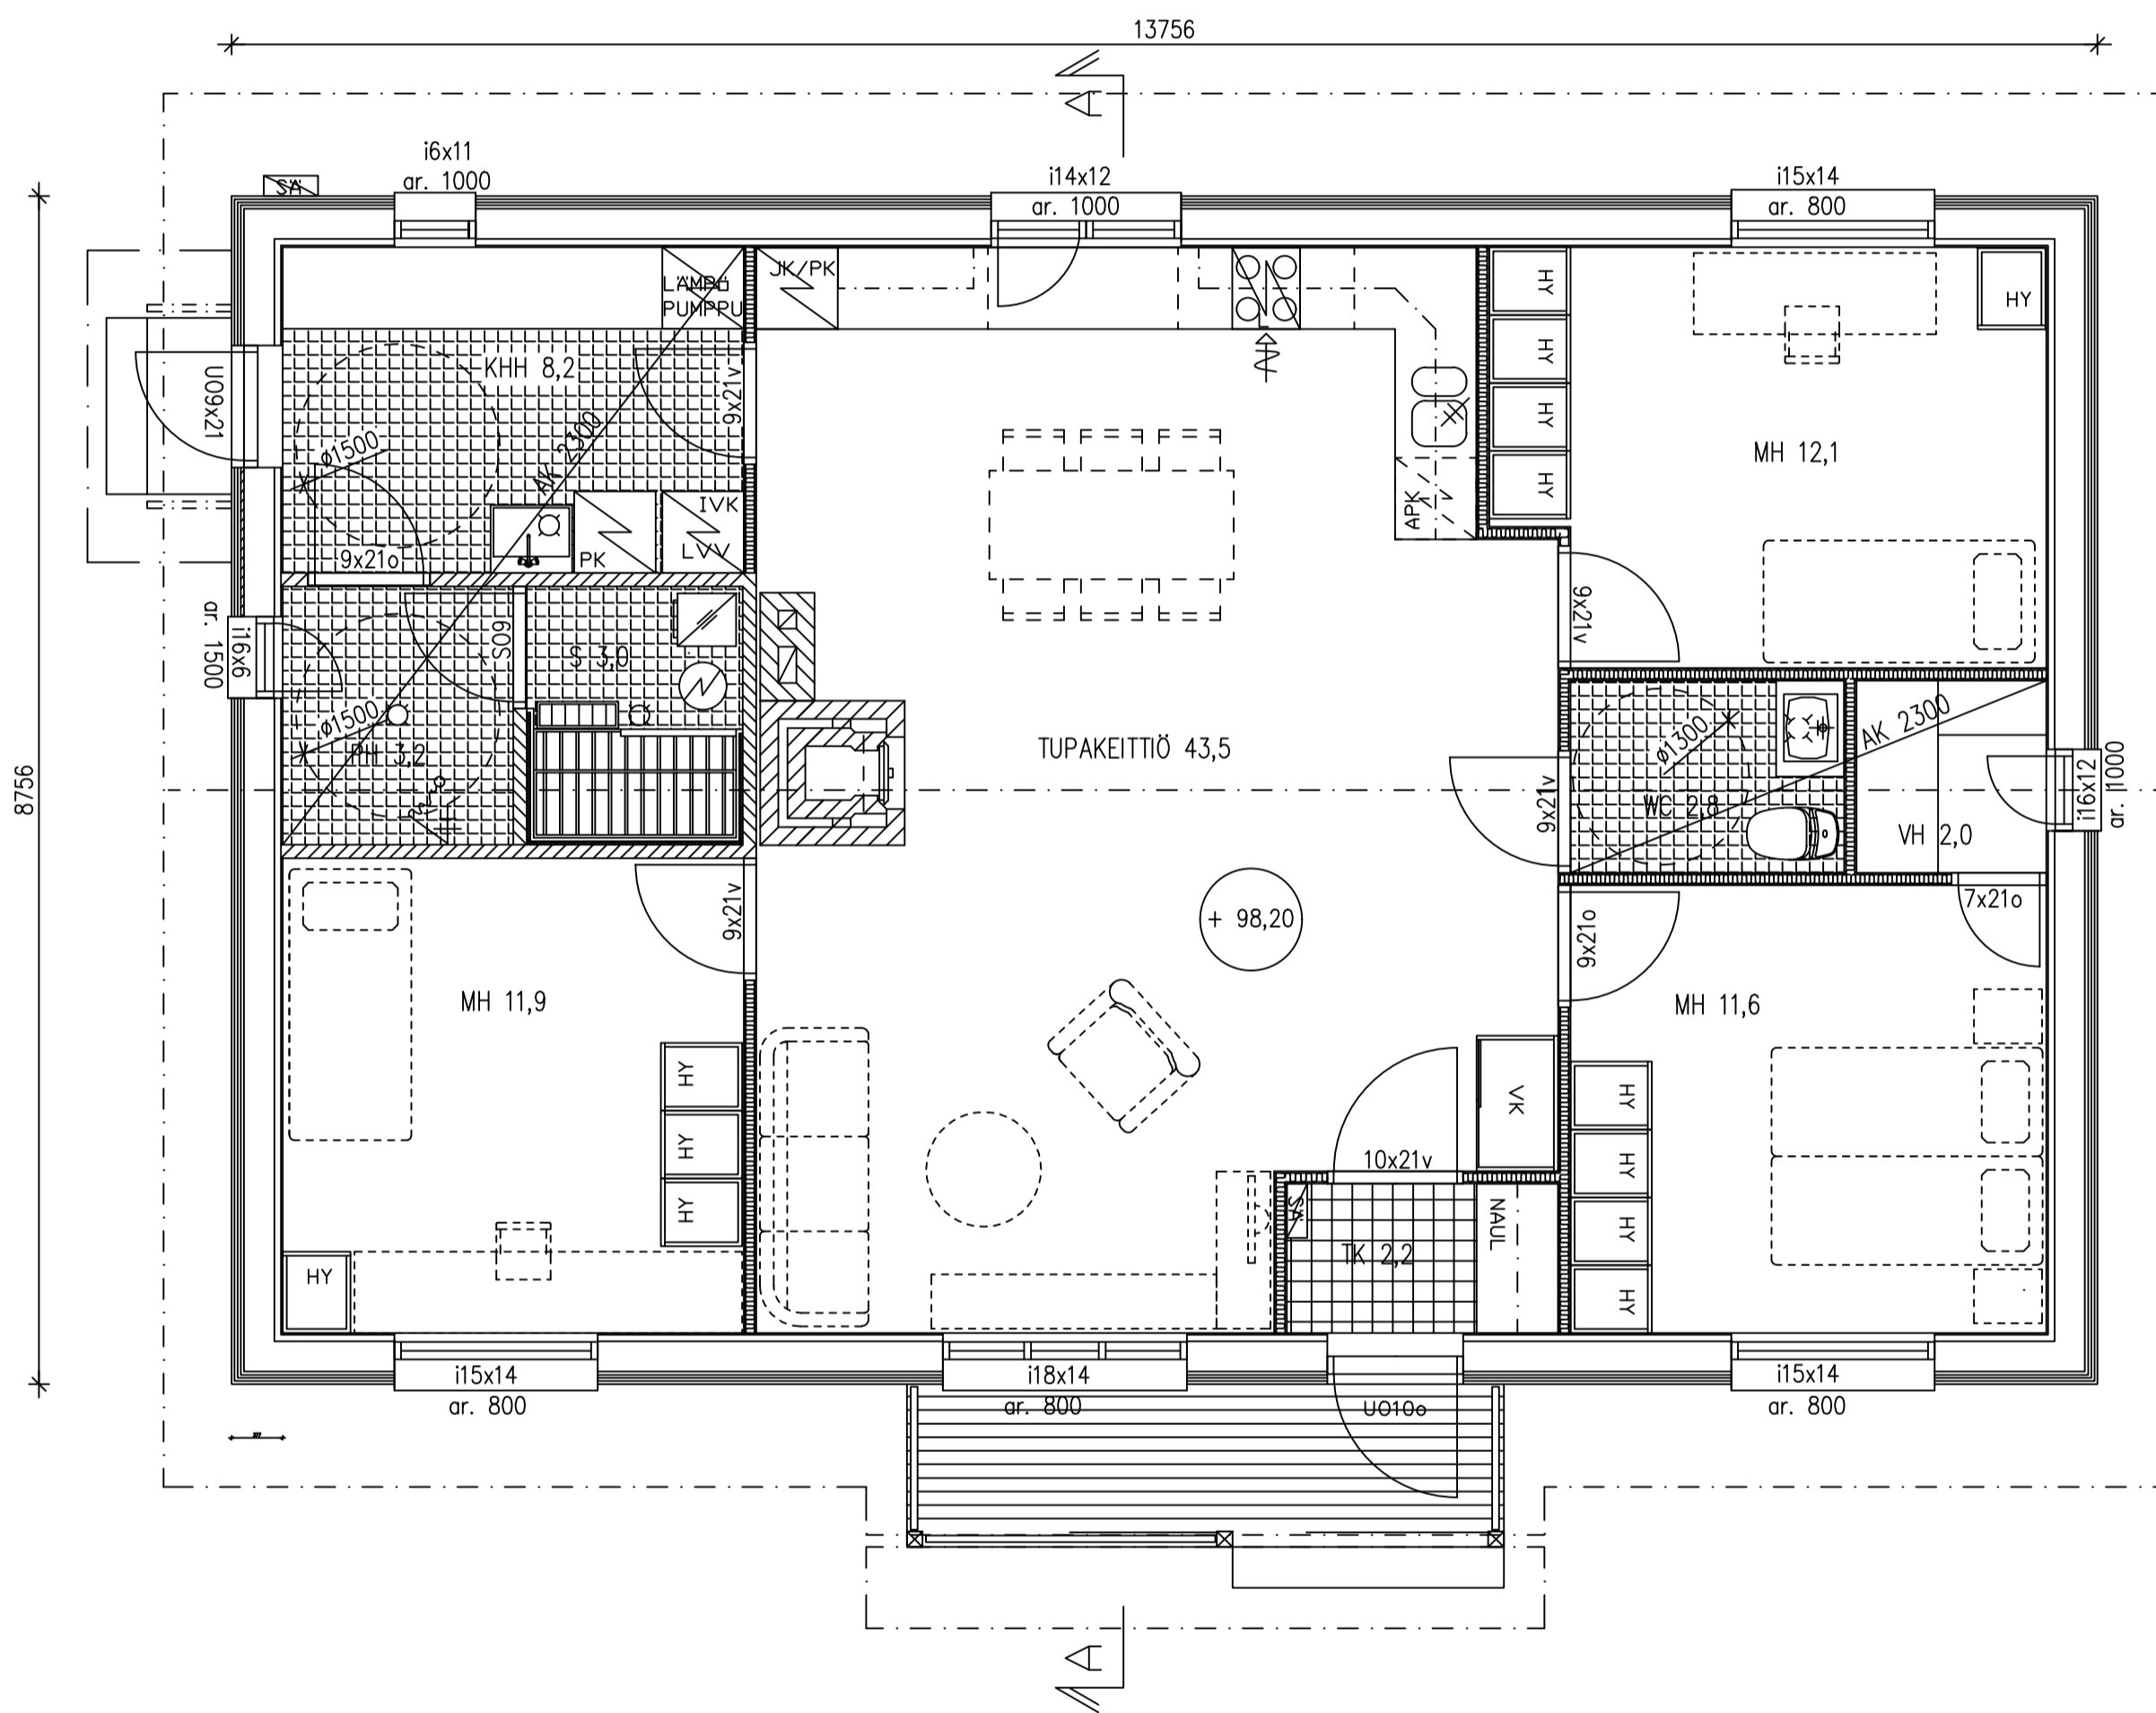 13756
A
i6x11
ar. 1000
i14x12
ar. 1000
i15x14
ar. 800
SÄ
LÄMPÖ
PUMPPU
JK/PK
L
HY
HY
HY
HY
HY
KHH 8,2
UO9x21
9x21v
ø1500
AK 2300
MH 12,1
APK
IVK
LVV
PK
9x21o
8756
ar. 1500
i16x6
60S
S 3,0
9x21v
ø1500
PH 3,2
TUPAKEITTIÖ 43,5
9x21v
ø1300
WC 2,8
AK 2300
VH 2,0
i16x12
ar. 1000
9x21v
+ 98,20
9x21o
7x21o
MH 11,9
MH 11,6
HY
HY
HY
HY
VK
HY
HY
HY
HY
10x21v
SÄ
NAUL
TK 2,2
i15x14
ar. 800
i18x14
ar. 800
UO10o
i15x14
ar. 800
A